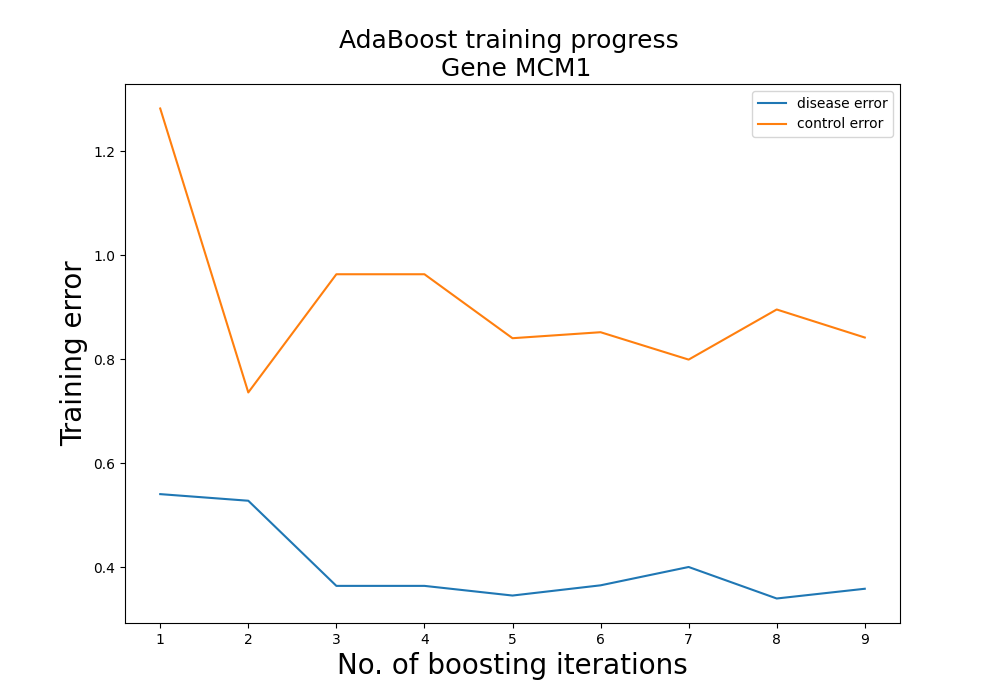 AdaBoost training progress
Gene MCM1
disease error
control error
Training error
1.2
1.0
0.8
0.6
0.4
1 2 3 4 5 6 7 8 9
No. of boosting iterations